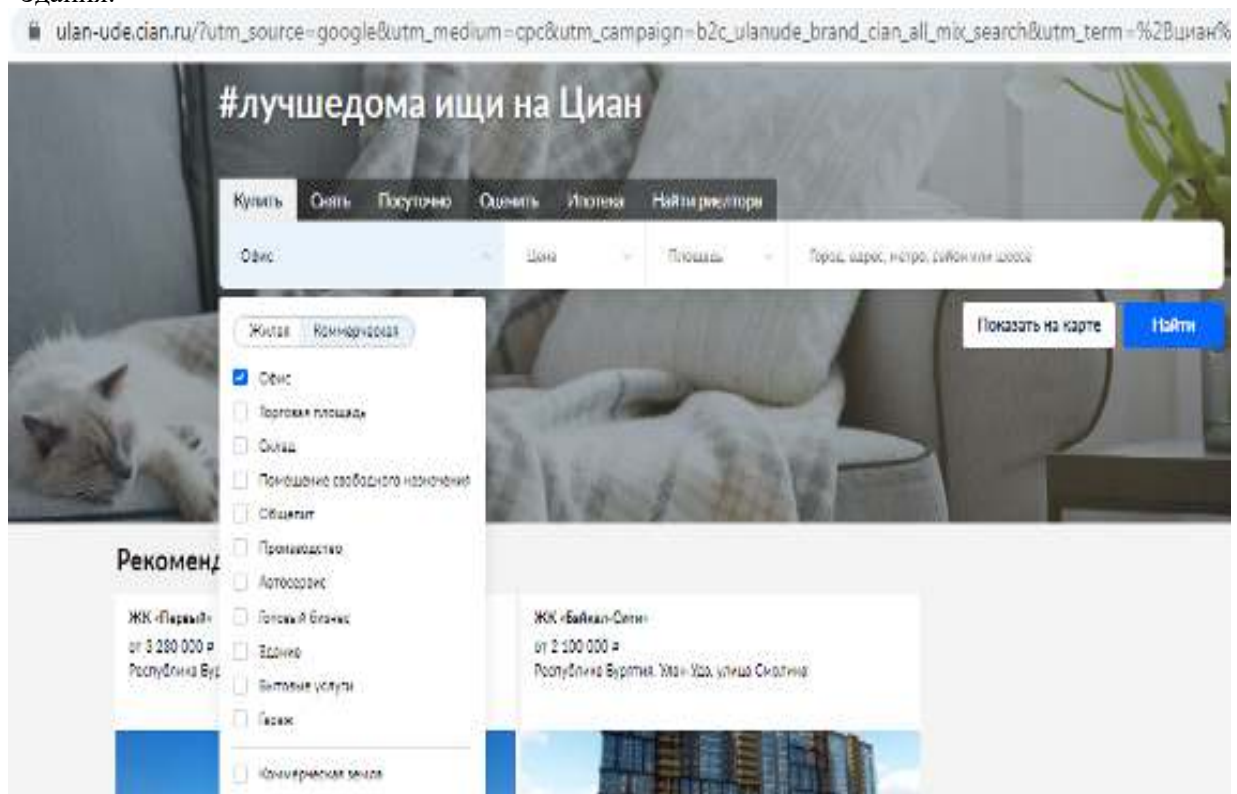 здания.
ulan-ude.cian.ru/?utm_source=google&utm_medium=cpc&utm_campaign=b2c_ulanude_brand_cian_all_mix_search&utm_term=%2Bциан%
#лучшедома ищи на Циан
Купить Снять Посуточно Оценить Ипотека Найти риелтора
Офис Цена Площадь Город, адрес, метро, район или шоссе
Жилая Коммерческая
Показать на карте Найти
Офис
Торговая площадь
Склад
Помещение свободного назначения
Общепит
Производство
Автосервис
Готовый бизнес
Здание
Бытовые услуги
Гараж
Коммерческая земля
Рекоменд
ЖК «Первый»
от 3 280 000 ₽
Республика Бур
ЖК «Байкал-Сити»
от 2 100 000 ₽
Республика Бурятия, Улан-Удэ, улица Смолина